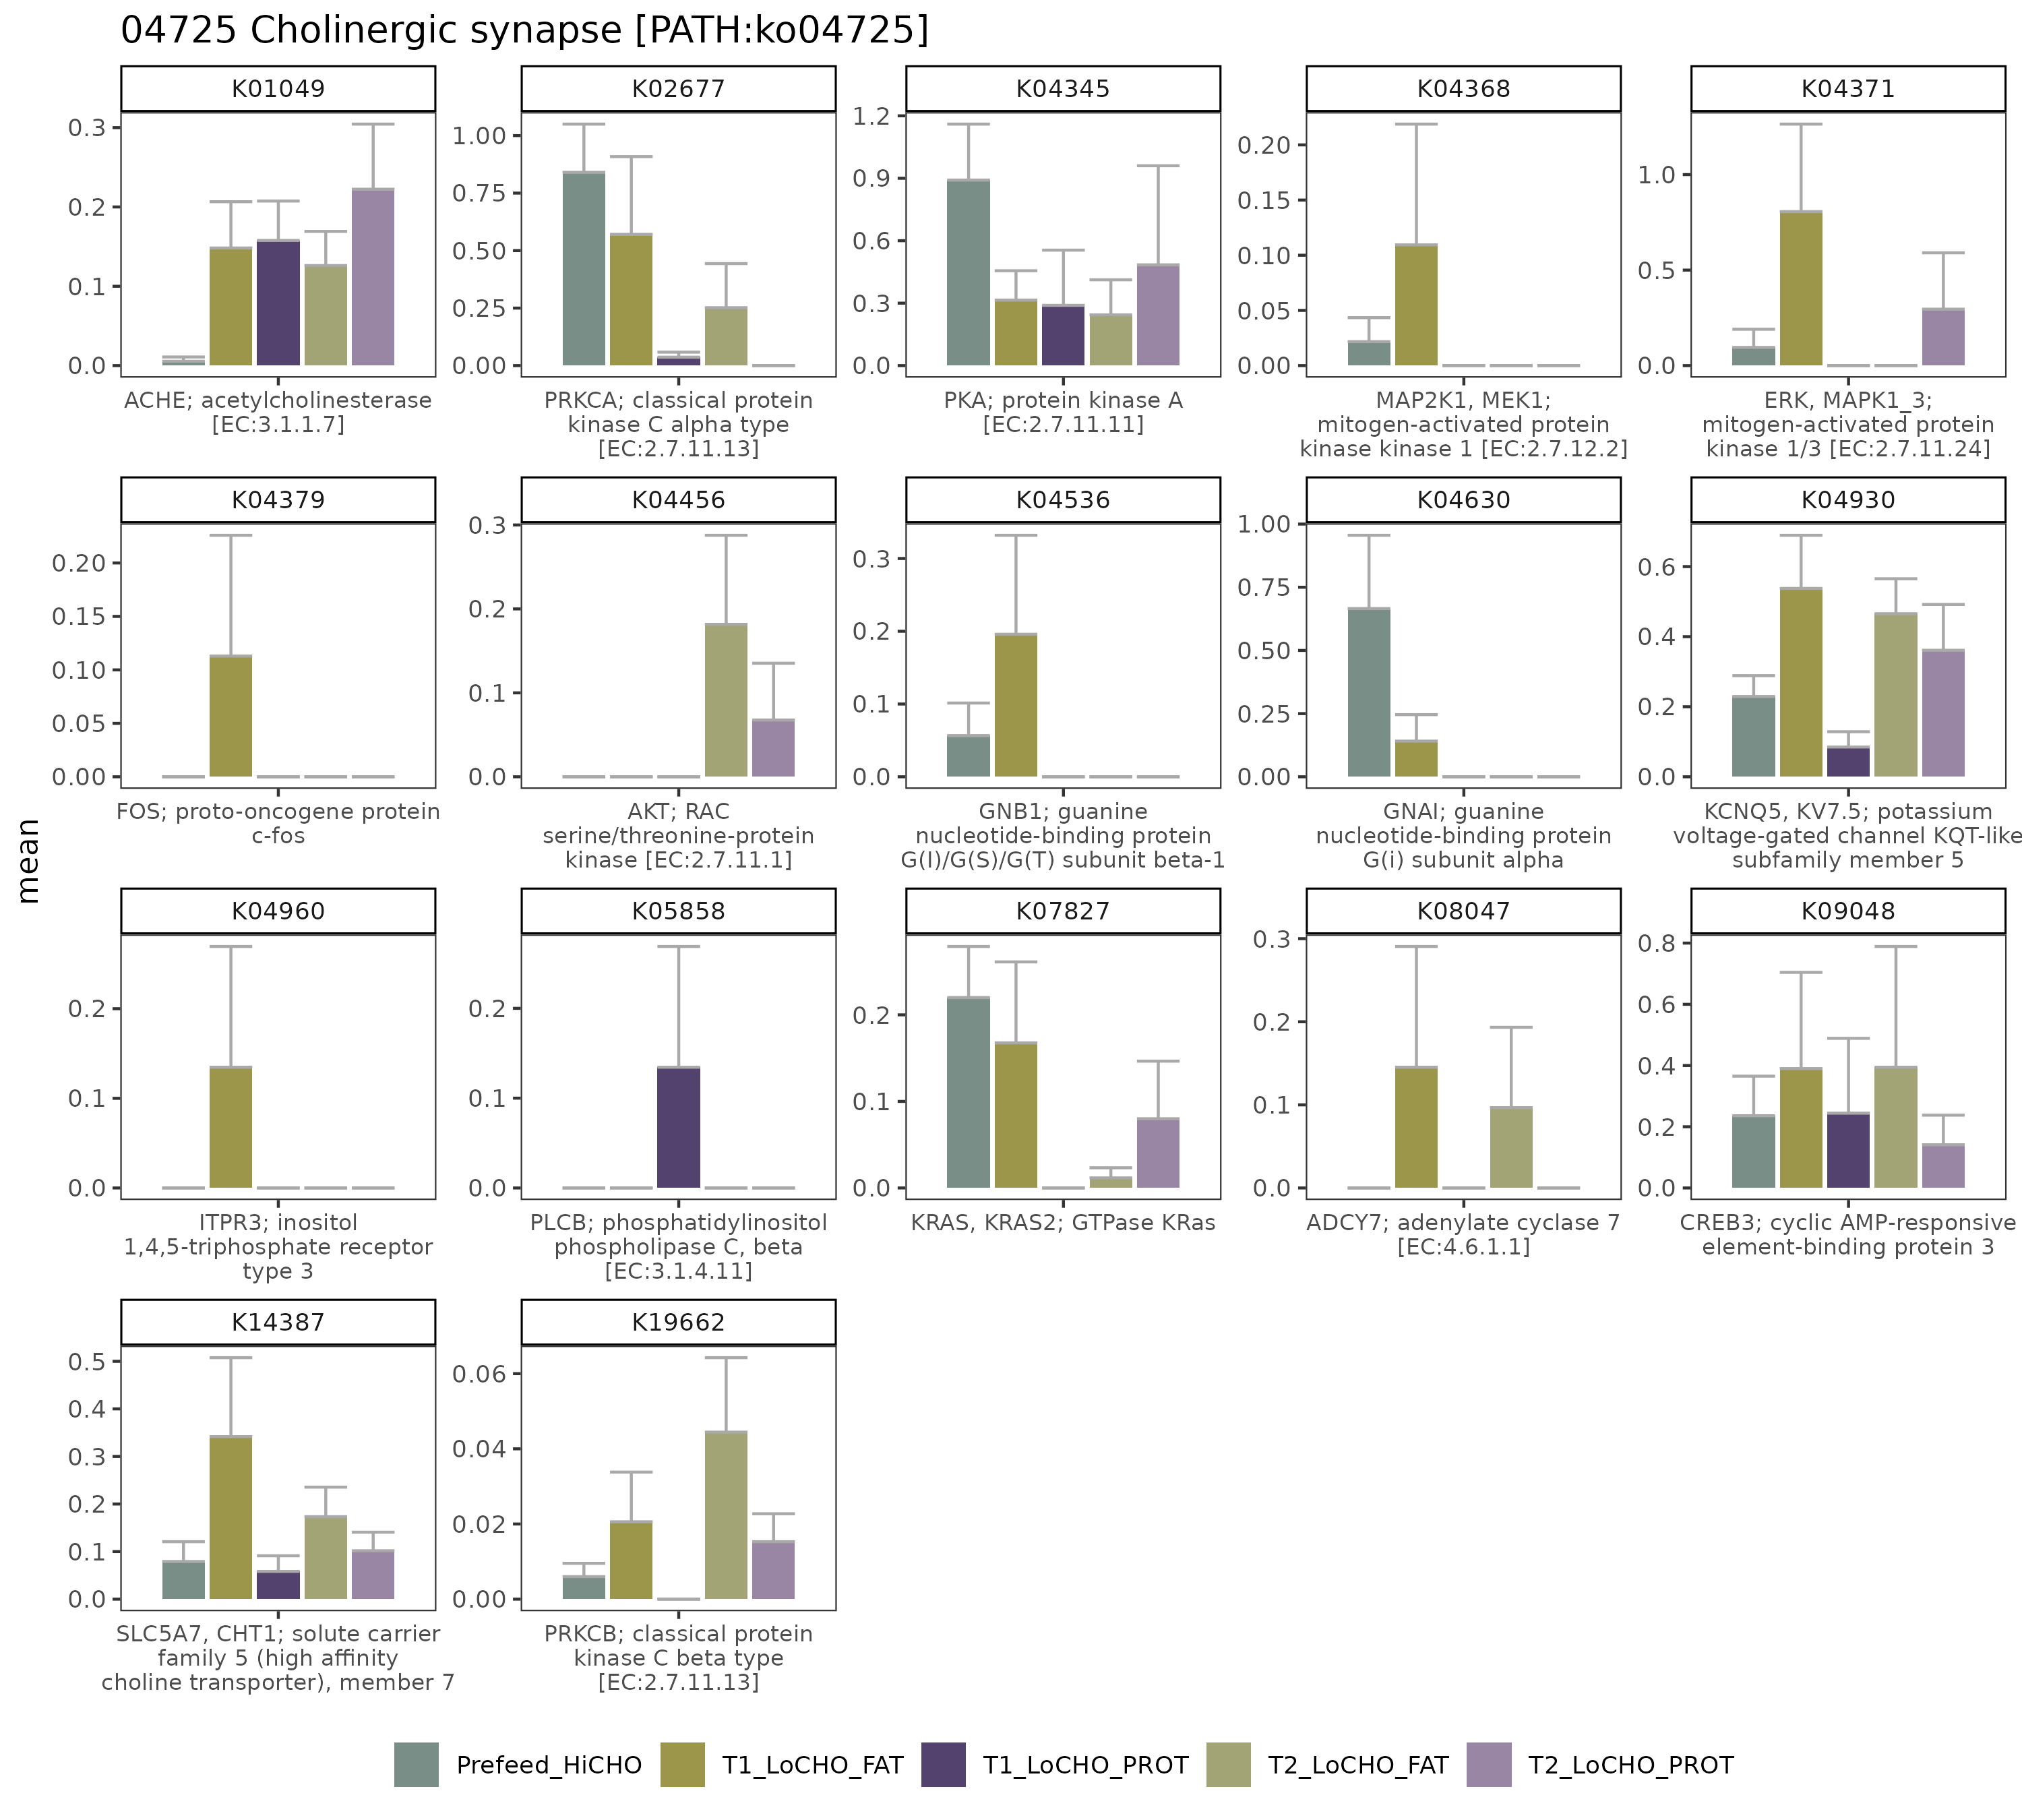 04725 Cholinergic synapse [PATH:ko04725]
mean
K01049
0.3
0.2
0.1
0.0
ACHE; acetylcholinesterase
[EC:3.1.1.7]
K02677
1.00
0.75
0.50
0.25
0.00
PRKCA; classical protein
kinase C alpha type
[EC:2.7.11.13]
K04345
1.2
0.9
0.6
0.3
0.0
PKA; protein kinase A
[EC:2.7.11.11]
K04368
0.20
0.15
0.10
0.05
0.00
MAP2K1, MEK1;
mitogen-activated protein
kinase kinase 1 [EC:2.7.12.2]
K04371
1.0
0.5
0.0
ERK, MAPK1_3;
mitogen-activated protein
kinase 1/3 [EC:2.7.11.24]
K04379
0.20
0.15
0.10
0.05
0.00
FOS; proto-oncogene protein
c-fos
K04456
0.3
0.2
0.1
0.0
AKT; RAC
serine/threonine-protein
kinase [EC:2.7.11.1]
K04536
0.3
0.2
0.1
0.0
GNB1; guanine
nucleotide-binding protein
G(I)/G(S)/G(T) subunit beta-1
K04630
1.00
0.75
0.50
0.25
0.00
GNAI; guanine
nucleotide-binding protein
G(i) subunit alpha
K04930
0.6
0.4
0.2
0.0
KCNQ5, KV7.5; potassium
voltage-gated channel KQT-like
subfamily member 5
K04960
0.2
0.1
0.0
ITPR3; inositol
1,4,5-triphosphate receptor
type 3
K05858
0.2
0.1
0.0
PLCB; phosphatidylinositol
phospholipase C, beta
[EC:3.1.4.11]
K07827
0.2
0.1
0.0
KRAS, KRAS2; GTPase KRas
K08047
0.3
0.2
0.1
0.0
ADCY7; adenylate cyclase 7
[EC:4.6.1.1]
K09048
0.8
0.6
0.4
0.2
0.0
CREB3; cyclic AMP-responsive
element-binding protein 3
K14387
0.5
0.4
0.3
0.2
0.1
0.0
SLC5A7, CHT1; solute carrier
family 5 (high affinity
choline transporter), member 7
K19662
0.06
0.04
0.02
0.00
PRKCB; classical protein
kinase C beta type
[EC:2.7.11.13]
Prefeed_HiCHO
T1_LoCHO_FAT
T1_LoCHO_PROT
T2_LoCHO_FAT
T2_LoCHO_PROT